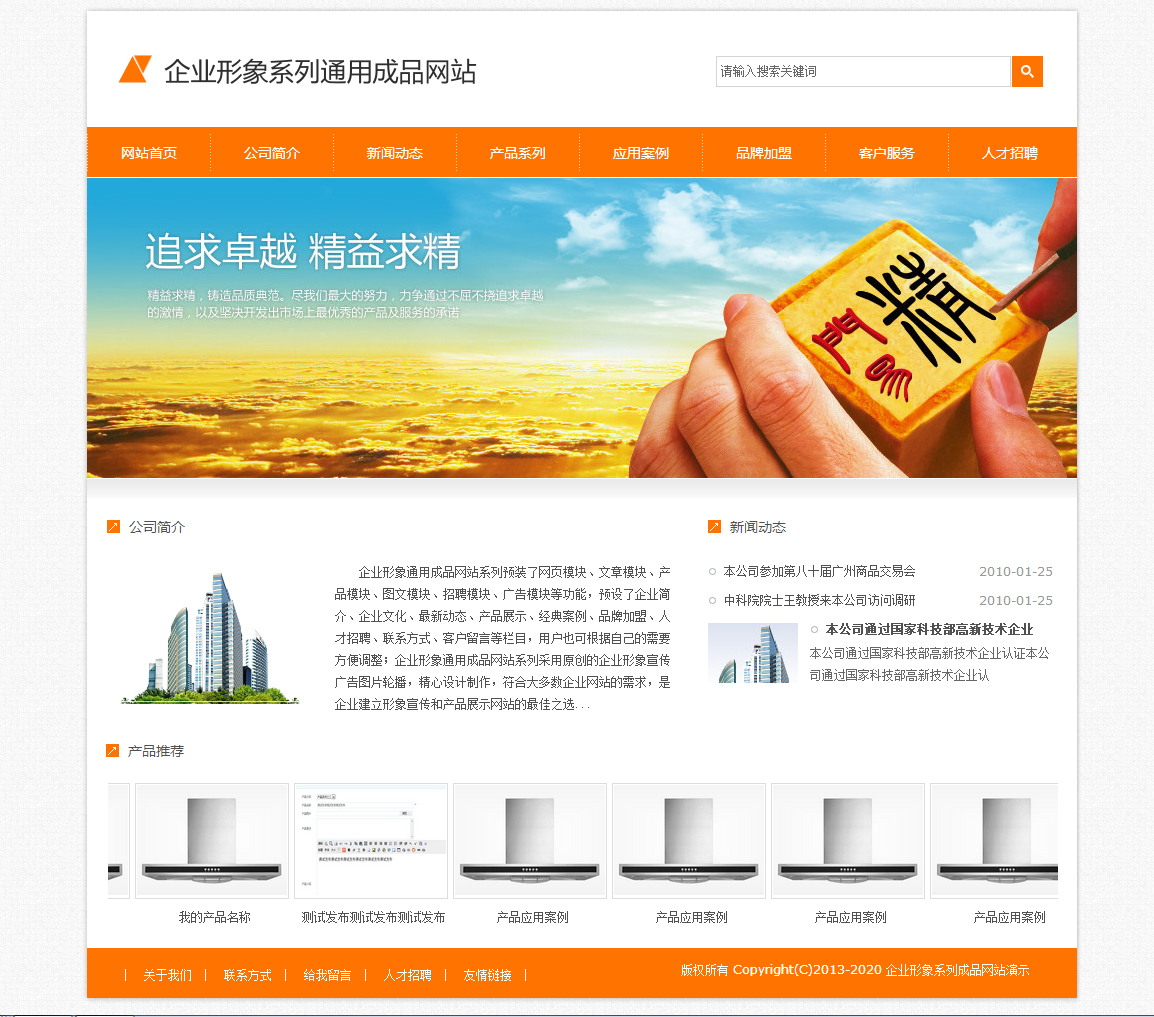 企业形象系列通用成品网站
请输入搜索关键词
网站首页 公司简介 新闻动态 产品系列 应用案例 品牌加盟 客户服务 人才招聘
追求卓越 精益求精
精益求精，铸造品质典范。尽我们最大的努力，力争通过不屈不挠追求卓越
的激情，以及坚决开发出市场上最优秀的产品及服务的承诺
精
公司简介
企业形象通用成品网站系列预装了网页模块、文章模块、产
品模块、图文模块、招聘模块、广告模块等功能，预设了企业简
介、企业文化、最新动态、产品展示、经典案例、品牌加盟、人
才招聘、联系方式、客户留言等栏目，用户也可根据自己的需要
方便调整；企业形象通用成品网站系列采用原创的企业形象宣传
广告图片轮播，精心设计制作，符合大多数企业网站的需求，是
企业建立形象宣传和产品展示网站的最佳之选...
新闻动态
本公司参加第八十届广州商品交易会 2010-01-25
中科院院士王教授来本公司访问调研 2010-01-25
本公司通过国家科技部高新技术企业
本公司通过国家科技部高新技术企业认证本公
司通过国家科技部高新技术企业认
产品推荐
我的产品名称 测试发布测试发布测试发布 产品应用案例 产品应用案例 产品应用案例 产品应用案例
关于我们 联系方式 给我留言 人才招聘 友情链接
版权所有 Copyright(C)2013-2020 企业形象系列成品网站演示